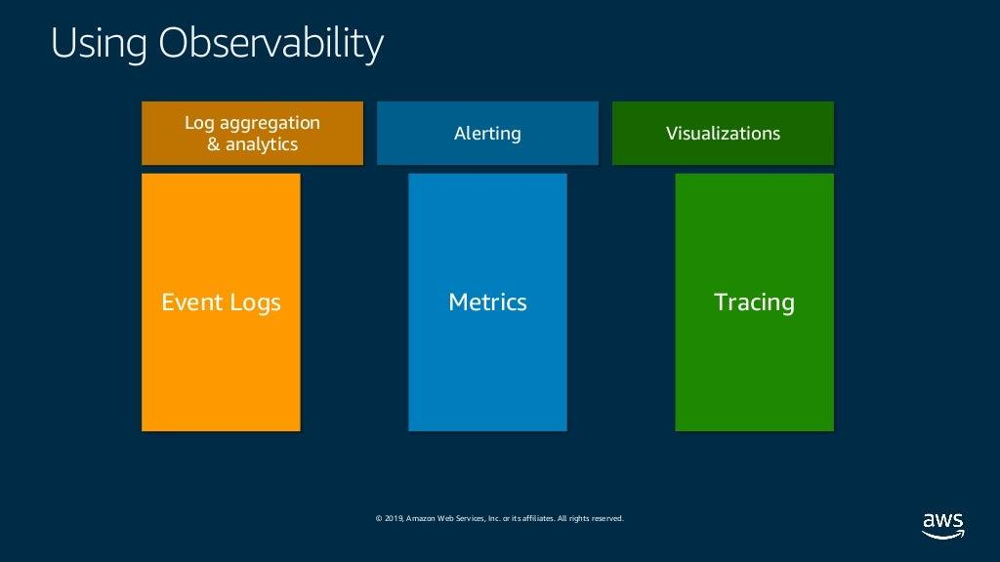 Using Observability
Log aggregation
& analytics
Alerting
Visualizations
Event Logs
Metrics
Tracing
© 2019, Amazon Web Services, Inc. or its affiliates. All rights reserved.
aws